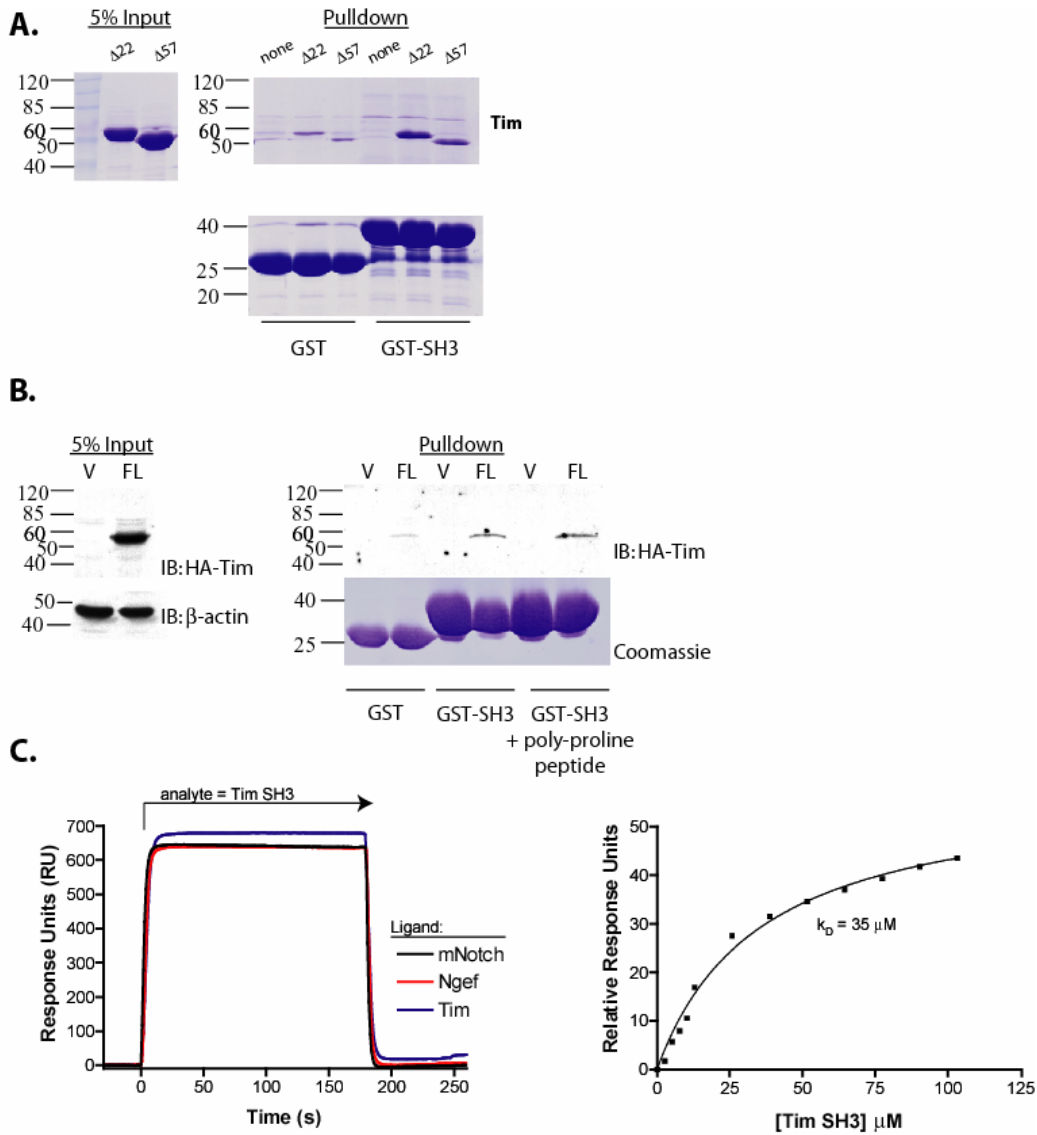 A.
5% Input
Pulldown
Δ22 Δ57
none Δ22 Δ57 none Δ22 Δ57
120
85
60
50
40
120
85
60
50
Tim
40
25
20
GST
GST-SH3
B.
5% Input
Pulldown
V FL
V FL V FL V FL
120
85
60
50
40
IB:HA-Tim
120
85
60
50
40
IB:HA-Tim
50
40
IB:β-actin
40
25
Coomassie
GST
GST-SH3
GST-SH3
+ poly-proline
peptide
C.
analyte = Tim SH3
700
600
500
400
300
200
100
0
Response Units (RU)
0 50 100 150 200 250
Time (s)
Ligand:
mNotch
Ngef
Tim
50
40
30
20
10
0
Relative Response Units
k_D = 35 μM
0 25 50 75 100 125
[Tim SH3] μM